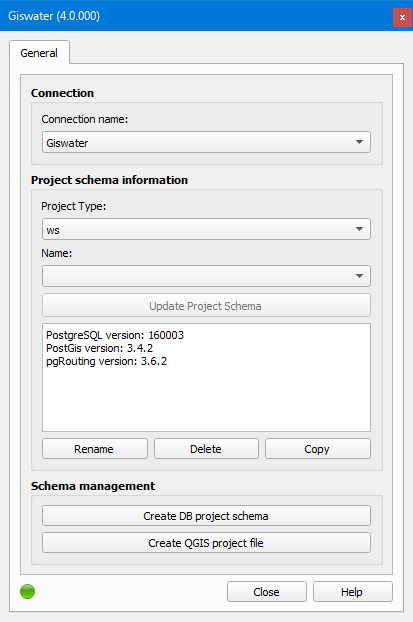 Giswater (4.0.000)
x
General
Connection
Connection name:
Giswater
Project schema information
Project Type:
ws
Name:
Update Project Schema
PostgreSQL version: 160003
PostGis version: 3.4.2
pgRouting version: 3.6.2
Rename
Delete
Copy
Schema management
Create DB project schema
Create QGIS project file
Close
Help